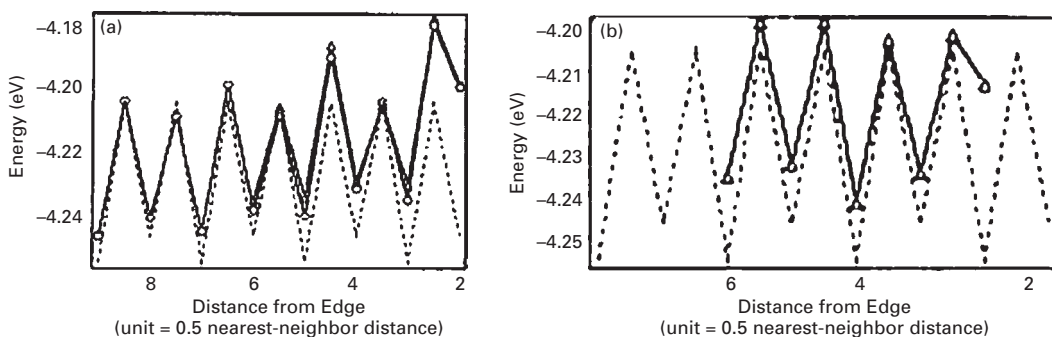 (a)
−4.18
−4.20
−4.22
−4.24
Energy (eV)
8 6 4 2
Distance from Edge
(unit = 0.5 nearest-neighbor distance)
(b)
−4.20
−4.21
−4.22
−4.23
−4.24
−4.25
Energy (eV)
6 4 2
Distance from Edge
(unit = 0.5 nearest-neighbor distance)